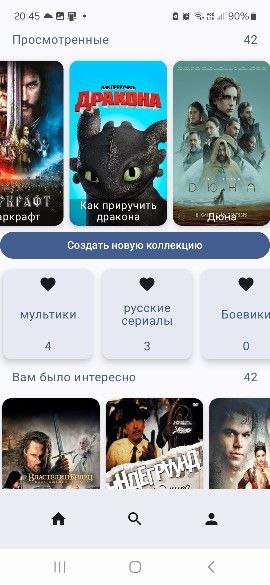 20:45
90%
Просмотренные 42
РКРАФТ
аркрафт
КАК ПРИРУЧИТЬ
ДРАКОНА
Как приручить
дракона
ДЮНА
Дюна
Создать новую коллекцию
мультики
4
русские
сериалы
3
Боевики
0
Вам было интересно 42
ВЛАСТЕЛИН КОЛЕЦ
АНДЕГРАУНД